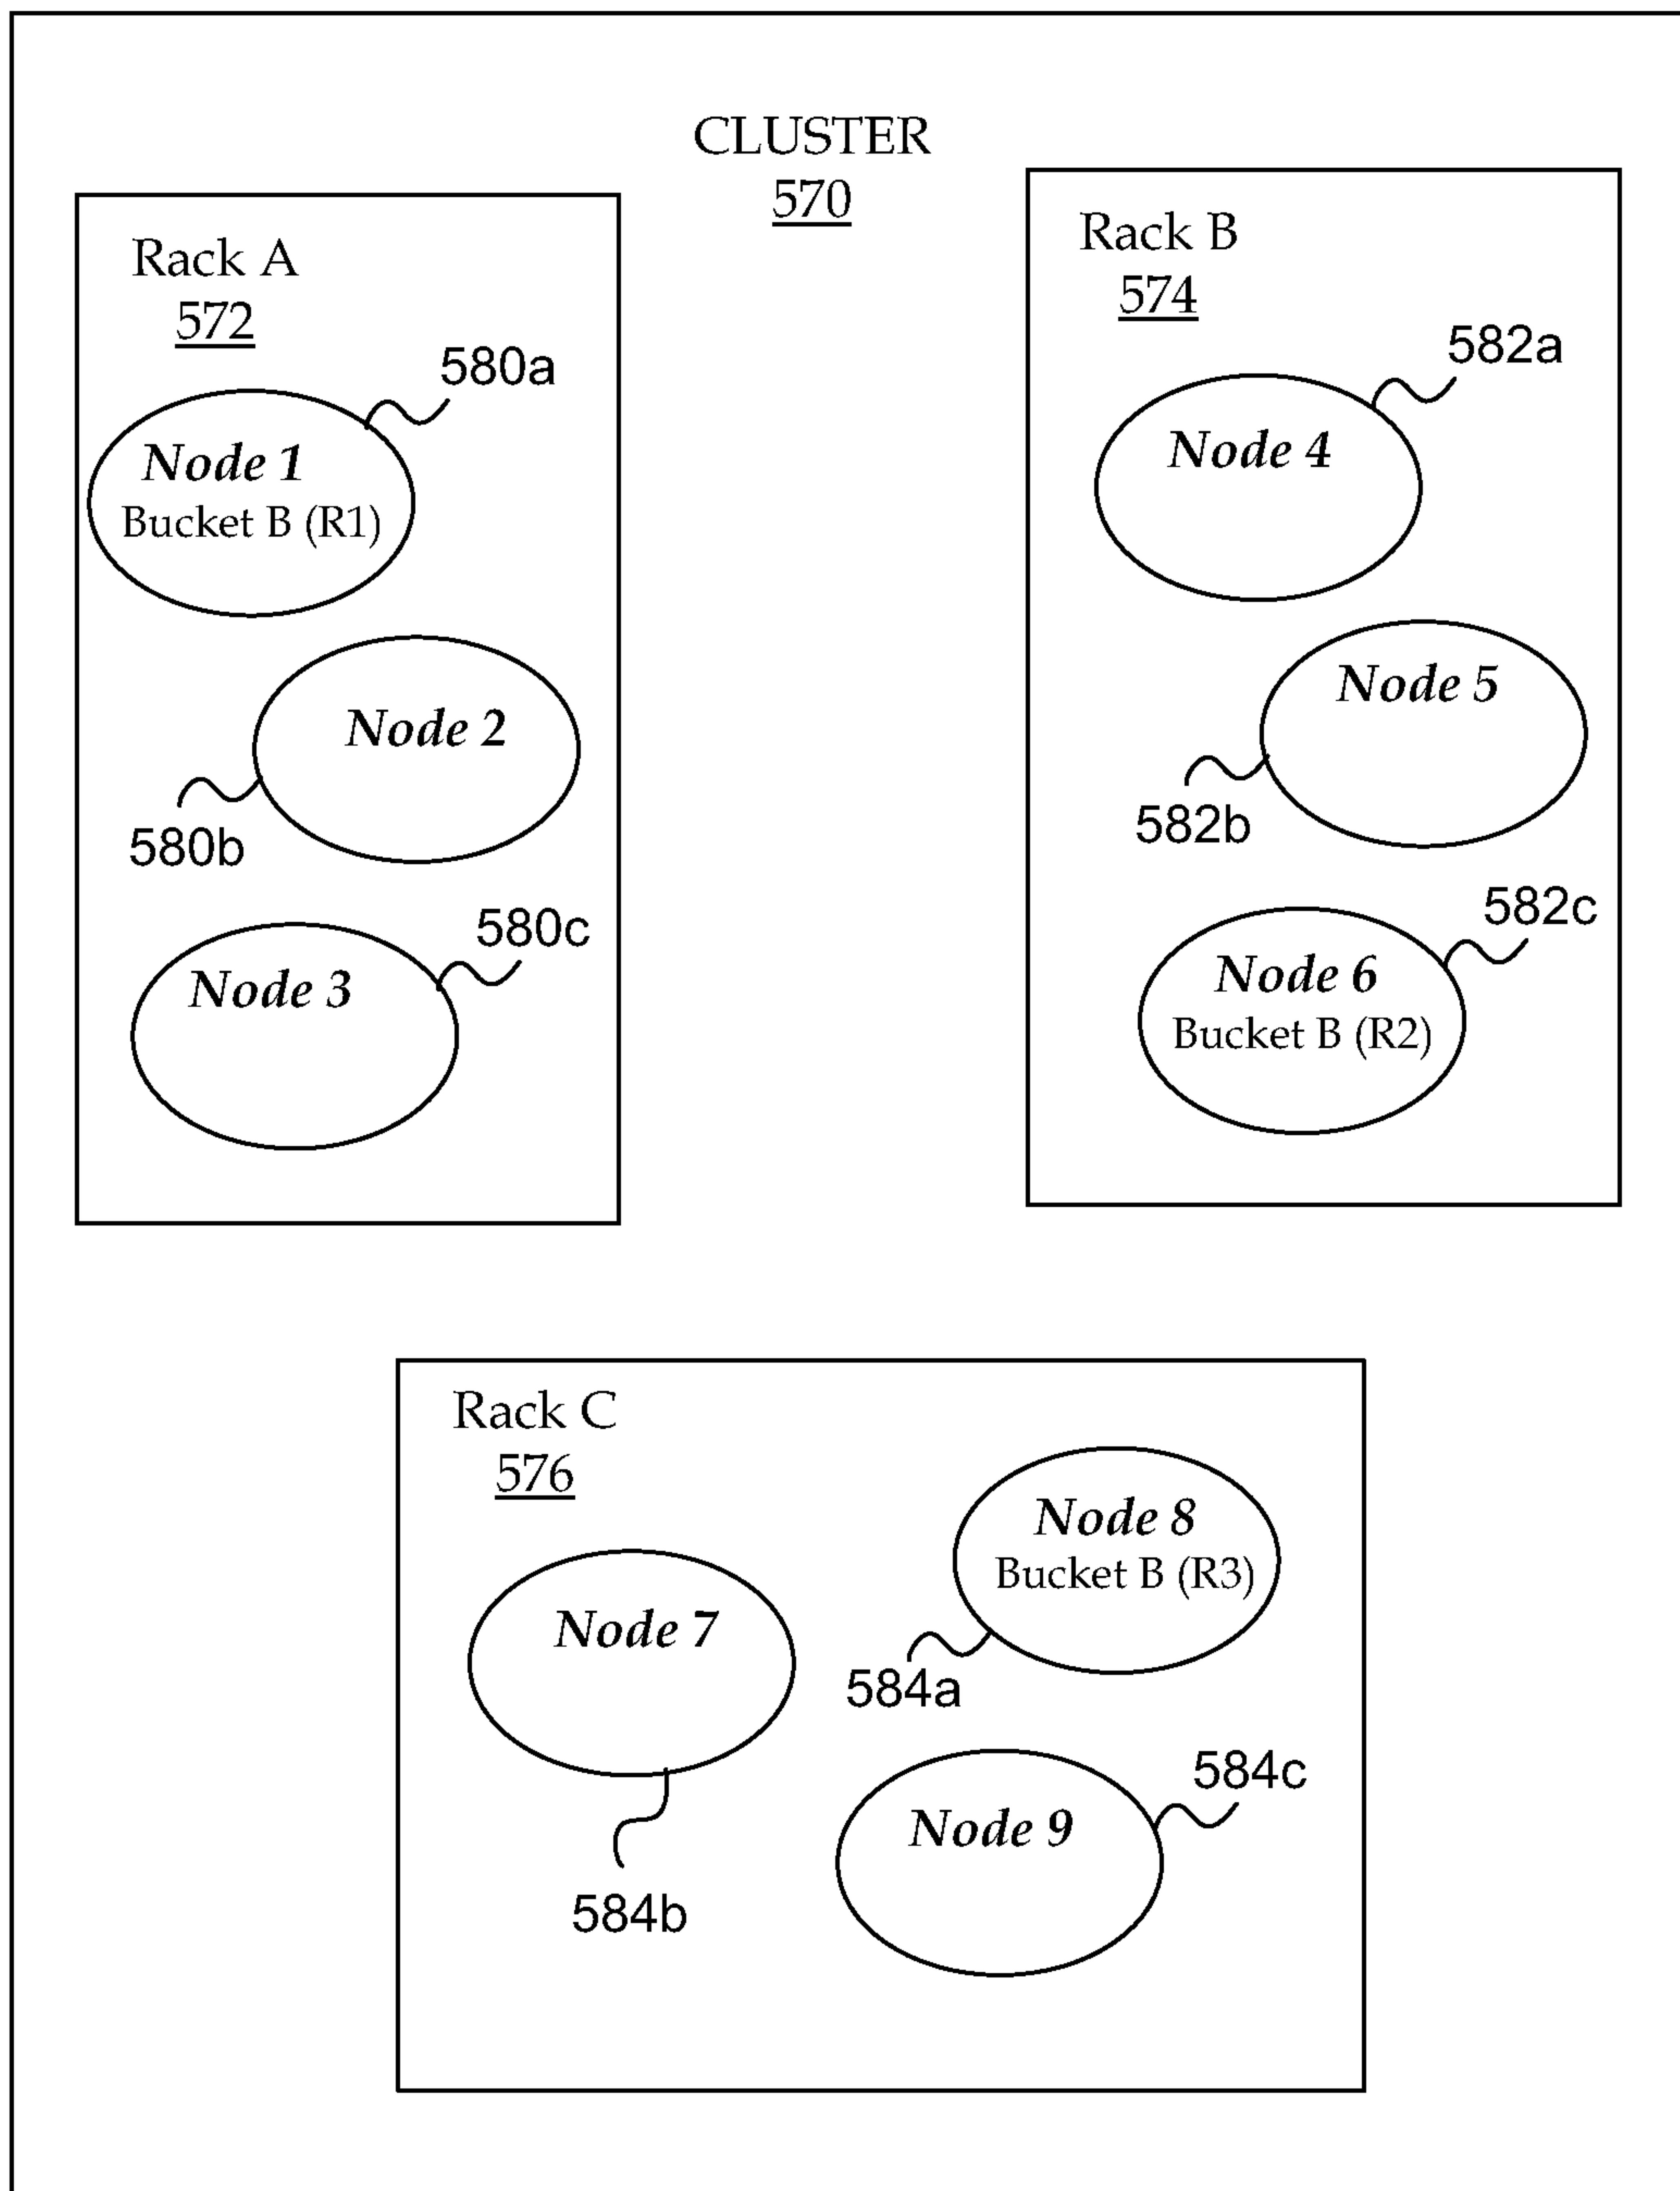 CLUSTER
570
Rack A
572
580a
Node 1
Bucket B (R1)
Node 2
580b
580c
Node 3
Rack B
574
582a
Node 4
Node 5
582b
582c
Node 6
Bucket B (R2)
Rack C
576
Node 8
Bucket B (R3)
Node 7
584a
584c
Node 9
584b